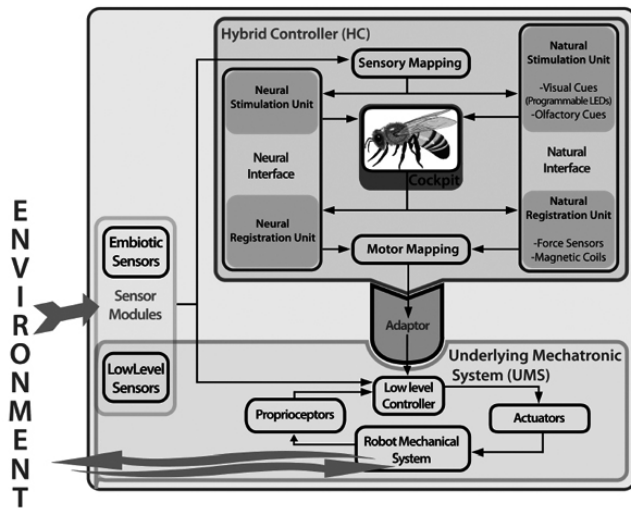 Hybrid Controller (HC)
Sensory Mapping
Neural
Stimulation Unit
Neural
Interface
Neural
Registration Unit
Cockpit
Motor Mapping
Natural
Stimulation Unit
-Visual Cues
(Programmable LEDs)
-Olfactory Cues
Natural
Interface
Natural
Registration Unit
-Force Sensors
-Magnetic Coils
ENVIRONMENT
Embiotic
Sensors
Sensor
Modules
LowLevel
Sensors
Adaptor
Underlying Mechatronic
System (UMS)
Low level
Controller
Proprioceptors
Actuators
Robot Mechanical
System